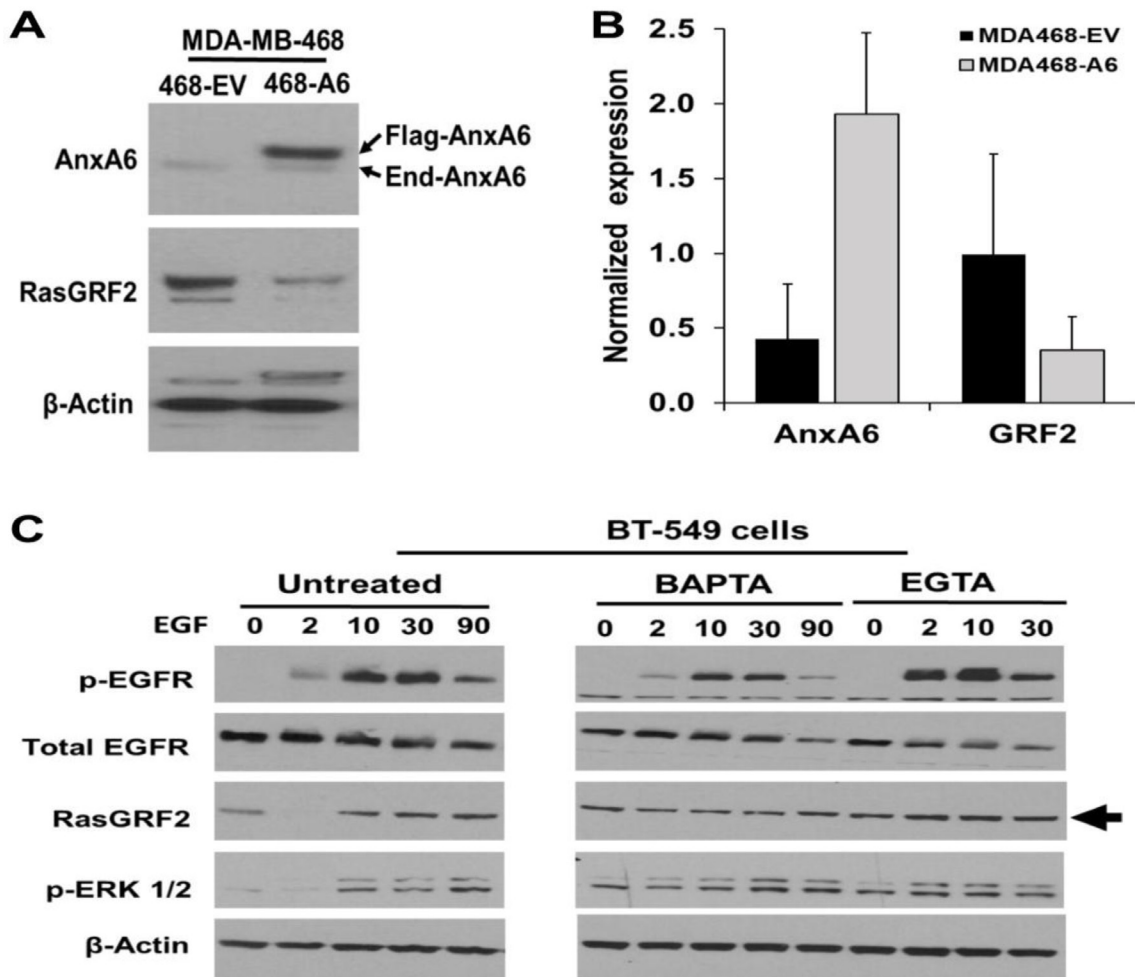 A
MDA-MB-468
468-EV 468-A6
AnxA6
Flag-AnxA6
End-AnxA6
RasGRF2
β-Actin
B
Normalized expression
2.5
2.0
1.5
1.0
0.5
0.0
MDA468-EV
MDA468-A6
AnxA6 GRF2
C
BT-549 cells
Untreated BAPTA EGTA
EGF 0 2 10 30 90 0 2 10 30 90 0 2 10 30
p-EGFR
Total EGFR
RasGRF2
p-ERK 1/2
β-Actin